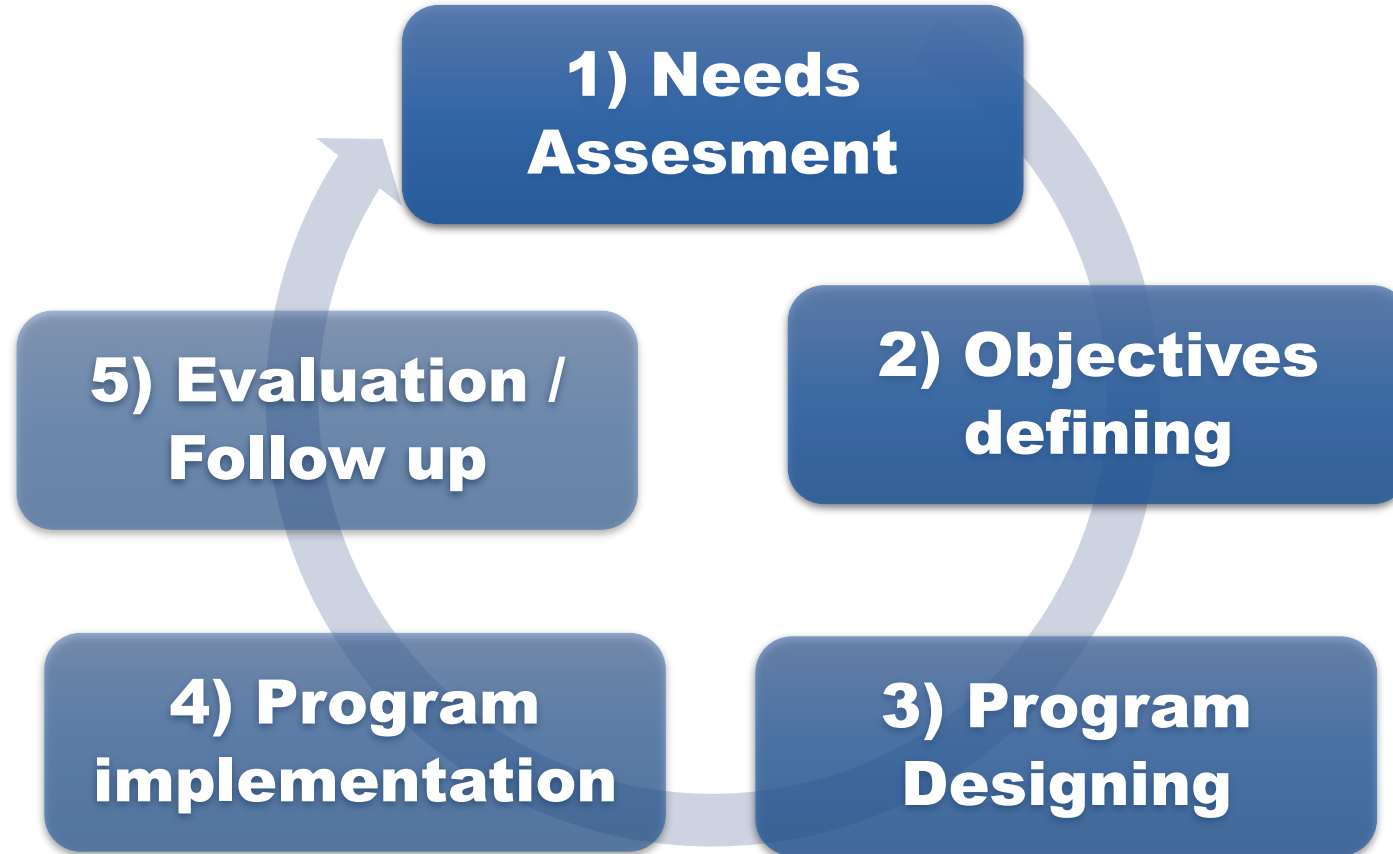 1) Needs
Assesment
2) Objectives
defining
3) Program
Designing
4) Program
implementation
5) Evaluation /
Follow up